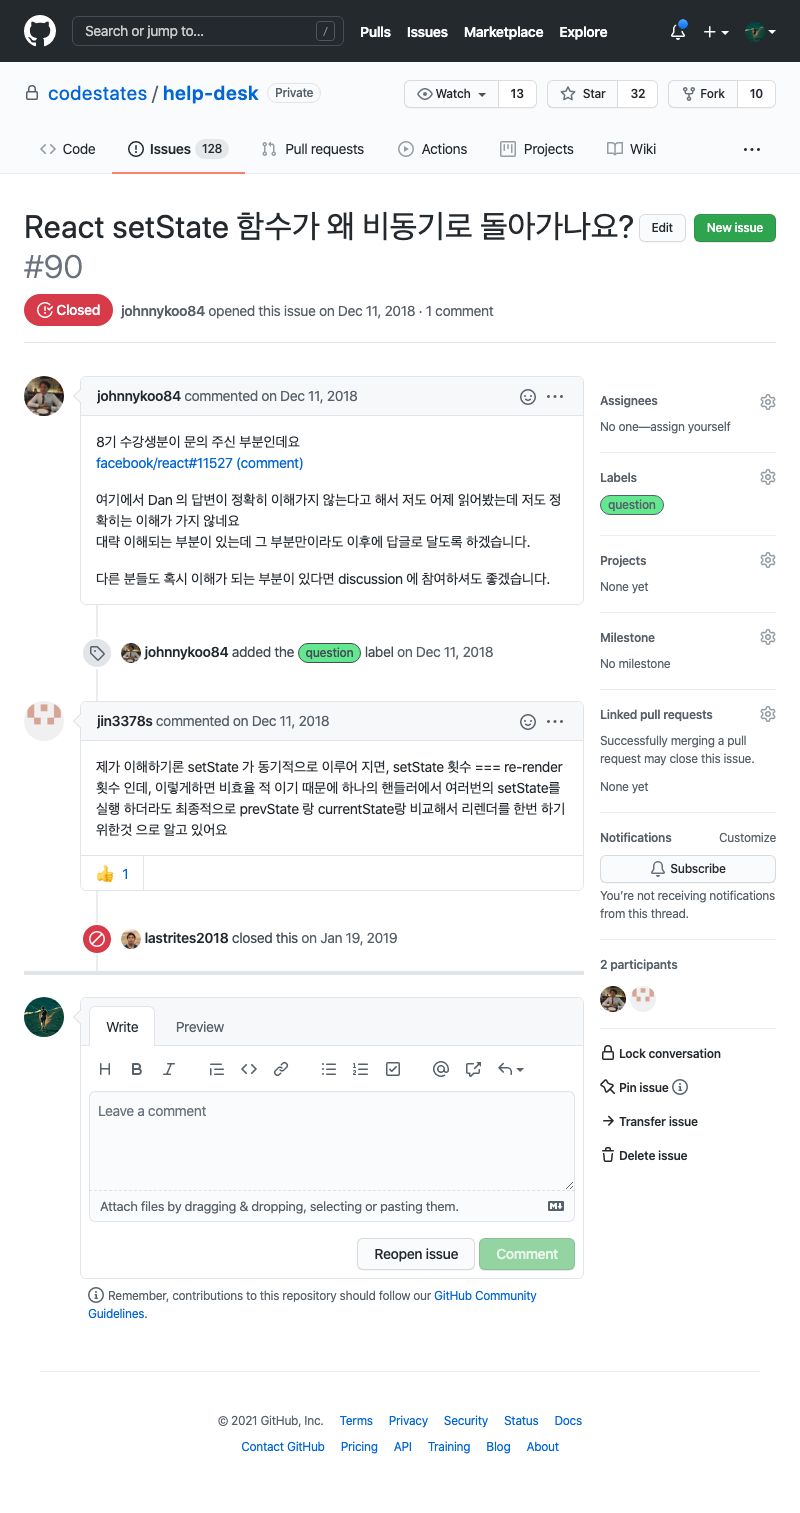 Search or jump to... /
Pulls Issues Marketplace Explore
codestates / help-desk Private
Watch 13 Star 32 Fork 10
Code Issues 128 Pull requests Actions Projects Wiki
React setState 함수가 왜 비동기로 돌아가나요?
#90
Edit New issue
Closed johnnykoo84 opened this issue on Dec 11, 2018 · 1 comment
johnnykoo84 commented on Dec 11, 2018
8기 수강생분이 문의 주신 부분인데요
facebook/react#11527 (comment)
여기에서 Dan 의 답변이 정확히 이해가지 않는다고 해서 저도 어제 읽어봤는데 저도 정
확히는 이해가 가지 않네요
대략 이해되는 부분이 있는데 그 부분만이라도 이후에 답글로 달도록 하겠습니다.
다른 분들도 혹시 이해가 되는 부분이 있다면 discussion 에 참여하셔도 좋겠습니다.
johnnykoo84 added the question label on Dec 11, 2018
jin3378s commented on Dec 11, 2018
제가 이해하기론 setState 가 동기적으로 이루어 지면, setState 횟수 === re-render
횟수 인데, 이렇게하면 비효율 적 이기 때문에 하나의 핸들러에서 여러번의 setState를
실행 하더라도 최종적으로 prevState 랑 currentState랑 비교해서 리렌더를 한번 하기
위한것 으로 알고 있어요
👍 1
lastrites2018 closed this on Jan 19, 2019
Write Preview
H B I @
Leave a comment
Attach files by dragging & dropping, selecting or pasting them.
Reopen issue Comment
Remember, contributions to this repository should follow our GitHub Community
Guidelines.
Assignees
No one—assign yourself
Labels
question
Projects
None yet
Milestone
No milestone
Linked pull requests
Successfully merging a pull
request may close this issue.
None yet
Notifications Customize
Subscribe
You're not receiving notifications
from this thread.
2 participants
Lock conversation
Pin issue
Transfer issue
Delete issue
© 2021 GitHub, Inc. Terms Privacy Security Status Docs
Contact GitHub Pricing API Training Blog About